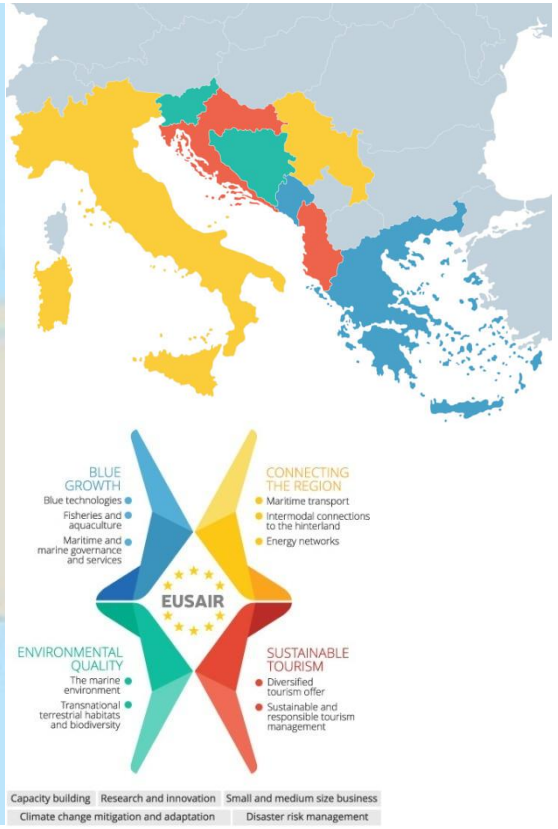 BLUE
GROWTH
Blue technologies
Fisheries and
aquaculture
Maritime and
marine governance
and services
CONNECTING
THE REGION
Maritime transport
Intermodal connections
to the hinterland
Energy networks
EUSAIR
ENVIRONMENTAL
QUALITY
The marine
environment
Transnational
terrestrial habitats
and biodiversity
SUSTAINABLE
TOURISM
Diversified
tourism offer
Sustainable and
responsible tourism
management
Capacity building
Research and innovation
Small and medium size business
Climate change mitigation and adaptation
Disaster risk management